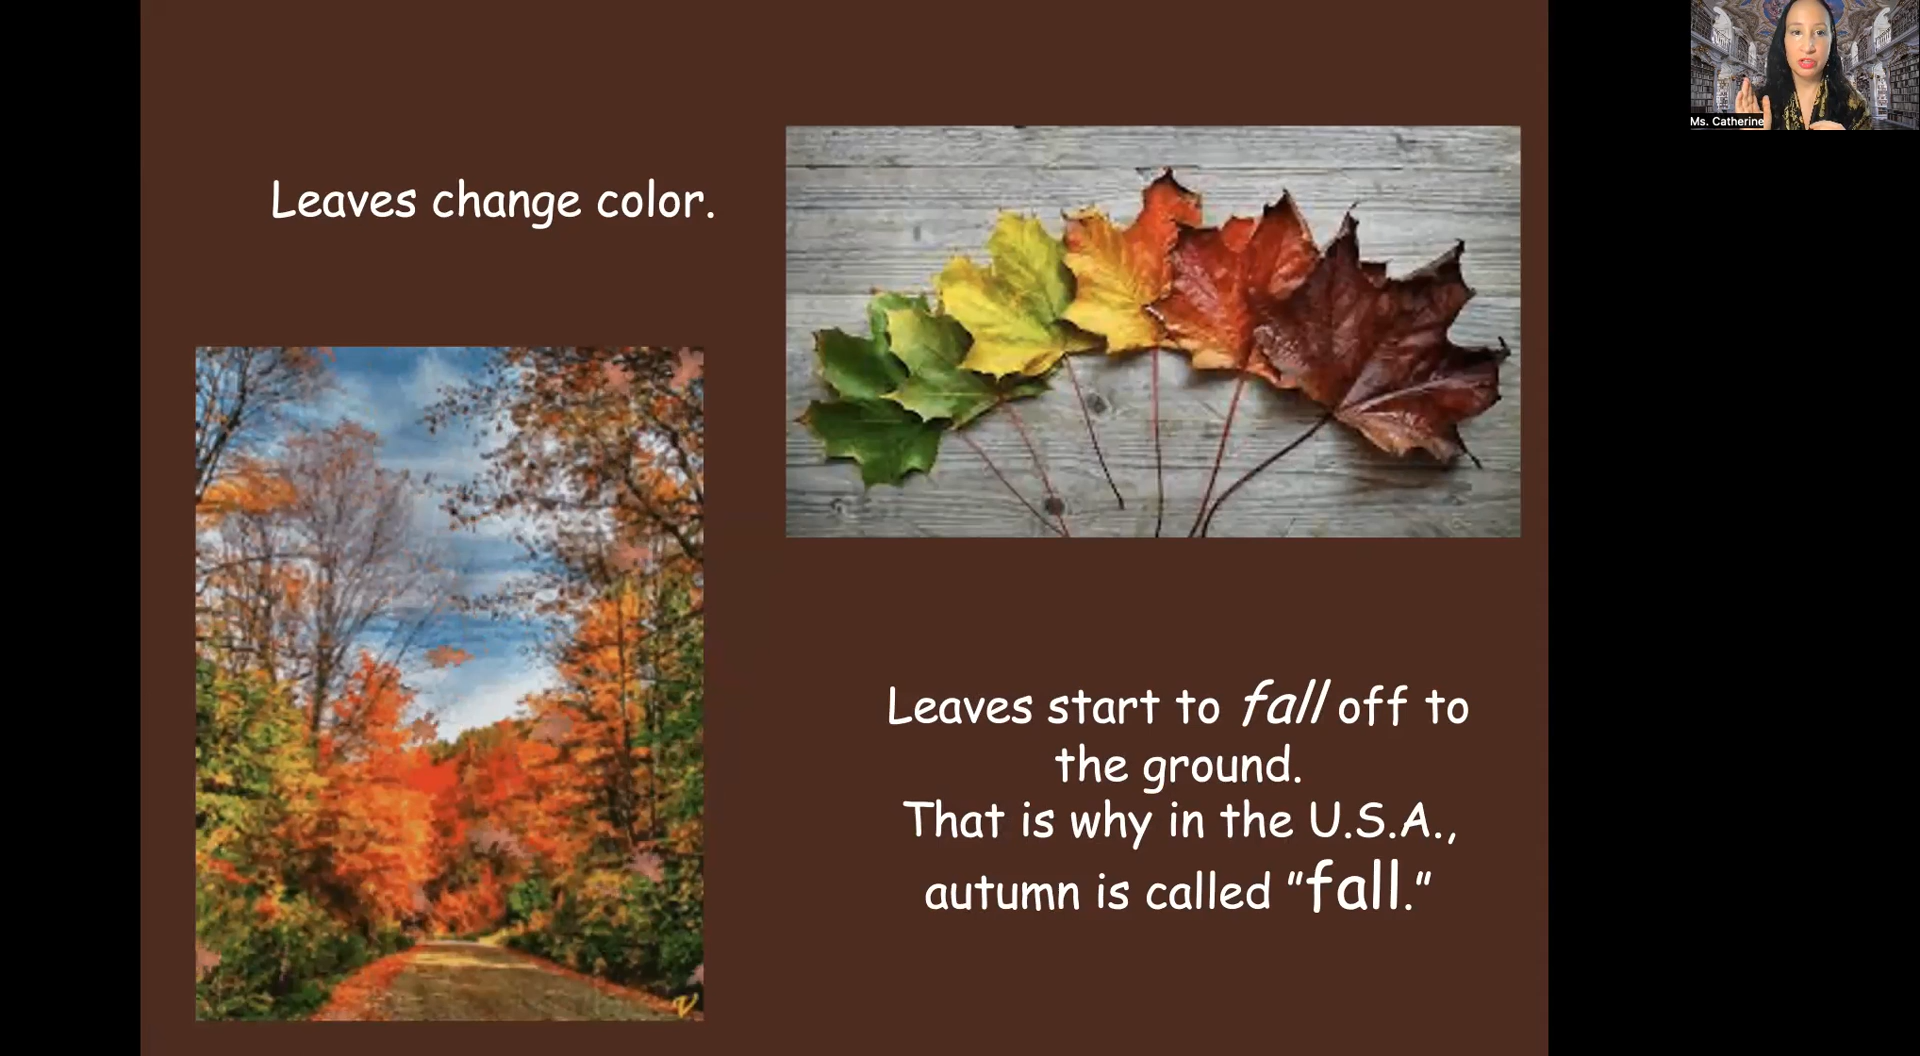 Ms. Catherine
Leaves change color.
Leaves start to fall off to
the ground.
That is why in the U.S.A.,
autumn is called "fall."
V